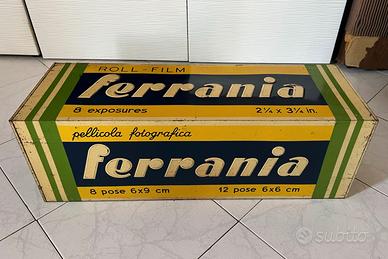 ROLL-FILM
ferrania
8 exposures 2¼ x 3¼ in.
pellicola fotografica
ferrania
8 pose 6x9 cm 12 pose 6x6 cm
subito